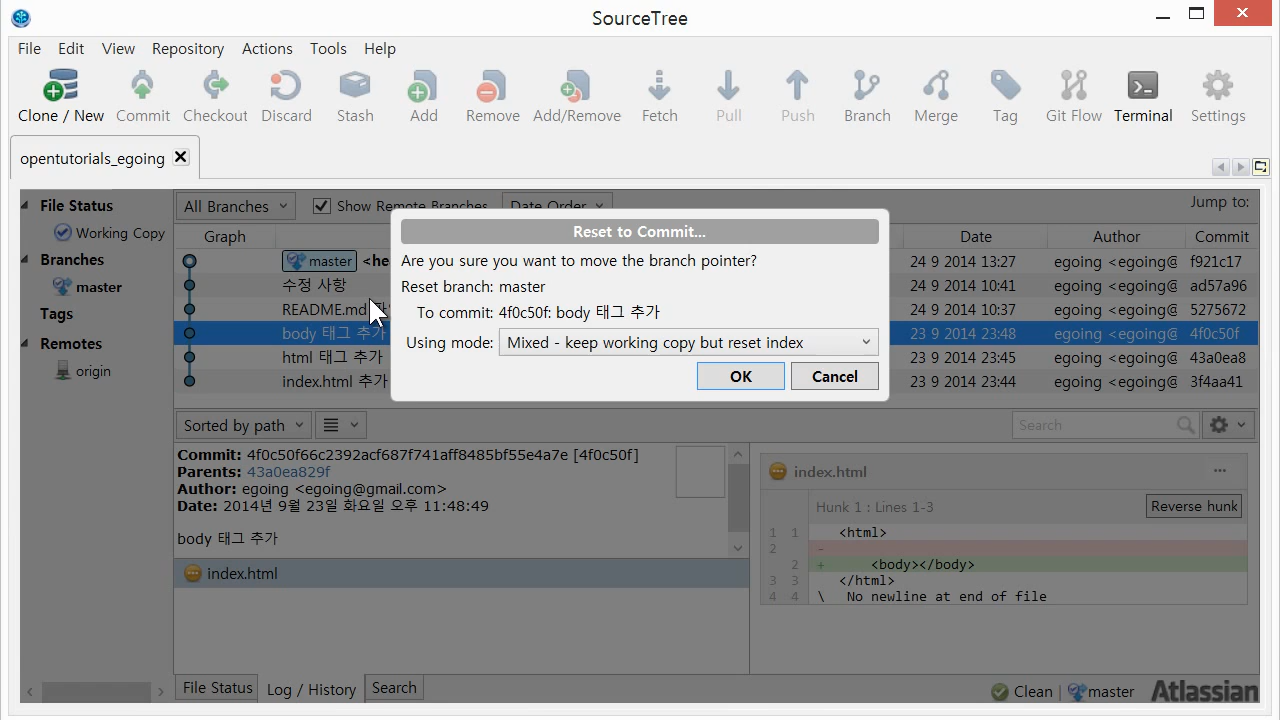 SourceTree
File Edit View Repository Actions Tools Help
Clone / New Commit Checkout Discard Stash Add Remove Add/Remove Fetch Pull Push Branch Merge Tag Git Flow Terminal Settings
opentutorials_egoing
File Status
Working Copy
Branches
master
Tags
Remotes
origin
All Branches Show Remote Branches Date Order Jump to:
Graph Date Author Commit
master <hea 24 9 2014 13:27 egoing <egoing@ f921c17
수정 사항 24 9 2014 10:41 egoing <egoing@ ad57a96
README.md 24 9 2014 10:37 egoing <egoing@ 5275672
body 태그 추가 23 9 2014 23:48 egoing <egoing@ 4f0c50f
html 태그 추가 23 9 2014 23:45 egoing <egoing@ 43a0ea8
index.html 추가 23 9 2014 23:44 egoing <egoing@ 3f4aa41
Reset to Commit...
Are you sure you want to move the branch pointer?
Reset branch: master
To commit: 4f0c50f: body 태그 추가
Using mode: Mixed - keep working copy but reset index
OK Cancel
Sorted by path Search
Commit: 4f0c50f66c2392acf687f741aff8485bf55e4a7e [4f0c50f]
Parents: 43a0ea829f
Author: egoing <egoing@gmail.com>
Date: 2014년 9월 23일 화요일 오후 11:48:49
body 태그 추가
index.html
index.html ...
Hunk 1 : Lines 1-3 Reverse hunk
1 1 <html>
2 -
2 + <body></body>
3 3 </html>
4 4 \ No newline at end of file
File Status Log / History Search
Clean master Atlassian